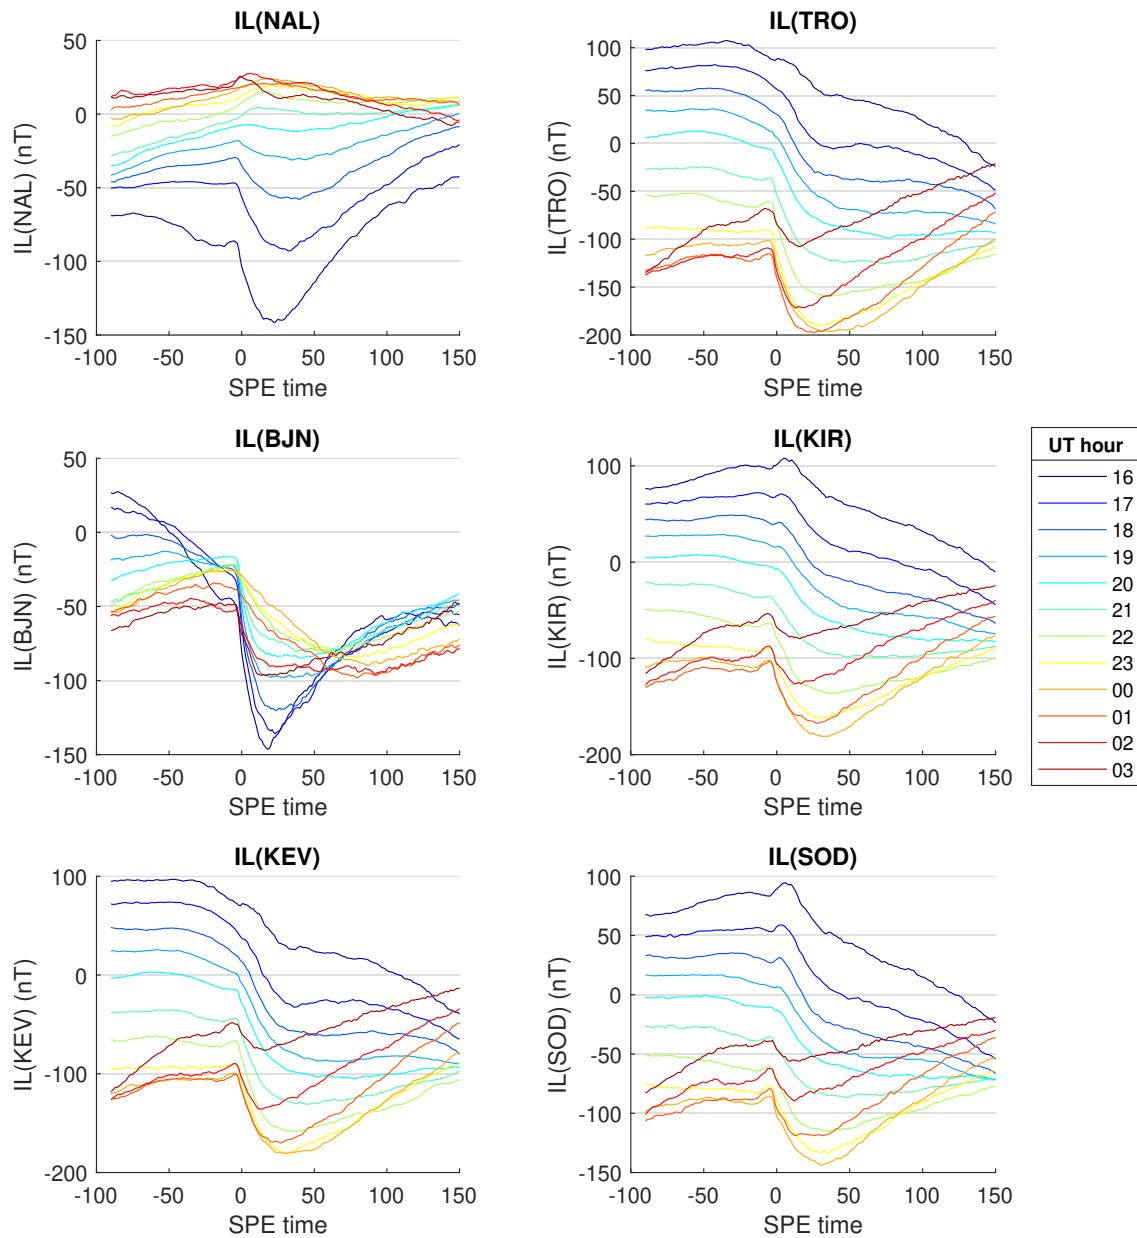 IL(NAL)
50
0
-50
-100
-150
IL(NAL) (nT)
-100 -50 0 50 100 150
SPE time
IL(TRO)
100
50
0
-50
-100
-150
-200
IL(TRO) (nT)
-100 -50 0 50 100 150
SPE time
IL(BJN)
50
0
-50
-100
-150
IL(BJN) (nT)
-100 -50 0 50 100 150
SPE time
IL(KIR)
100
0
-100
-200
IL(KIR) (nT)
-100 -50 0 50 100 150
SPE time
UT hour
16
17
18
19
20
21
22
23
00
01
02
03
IL(KEV)
100
0
-100
-200
IL(KEV) (nT)
-100 -50 0 50 100 150
SPE time
IL(SOD)
100
50
0
-50
-100
-150
IL(SOD) (nT)
-100 -50 0 50 100 150
SPE time